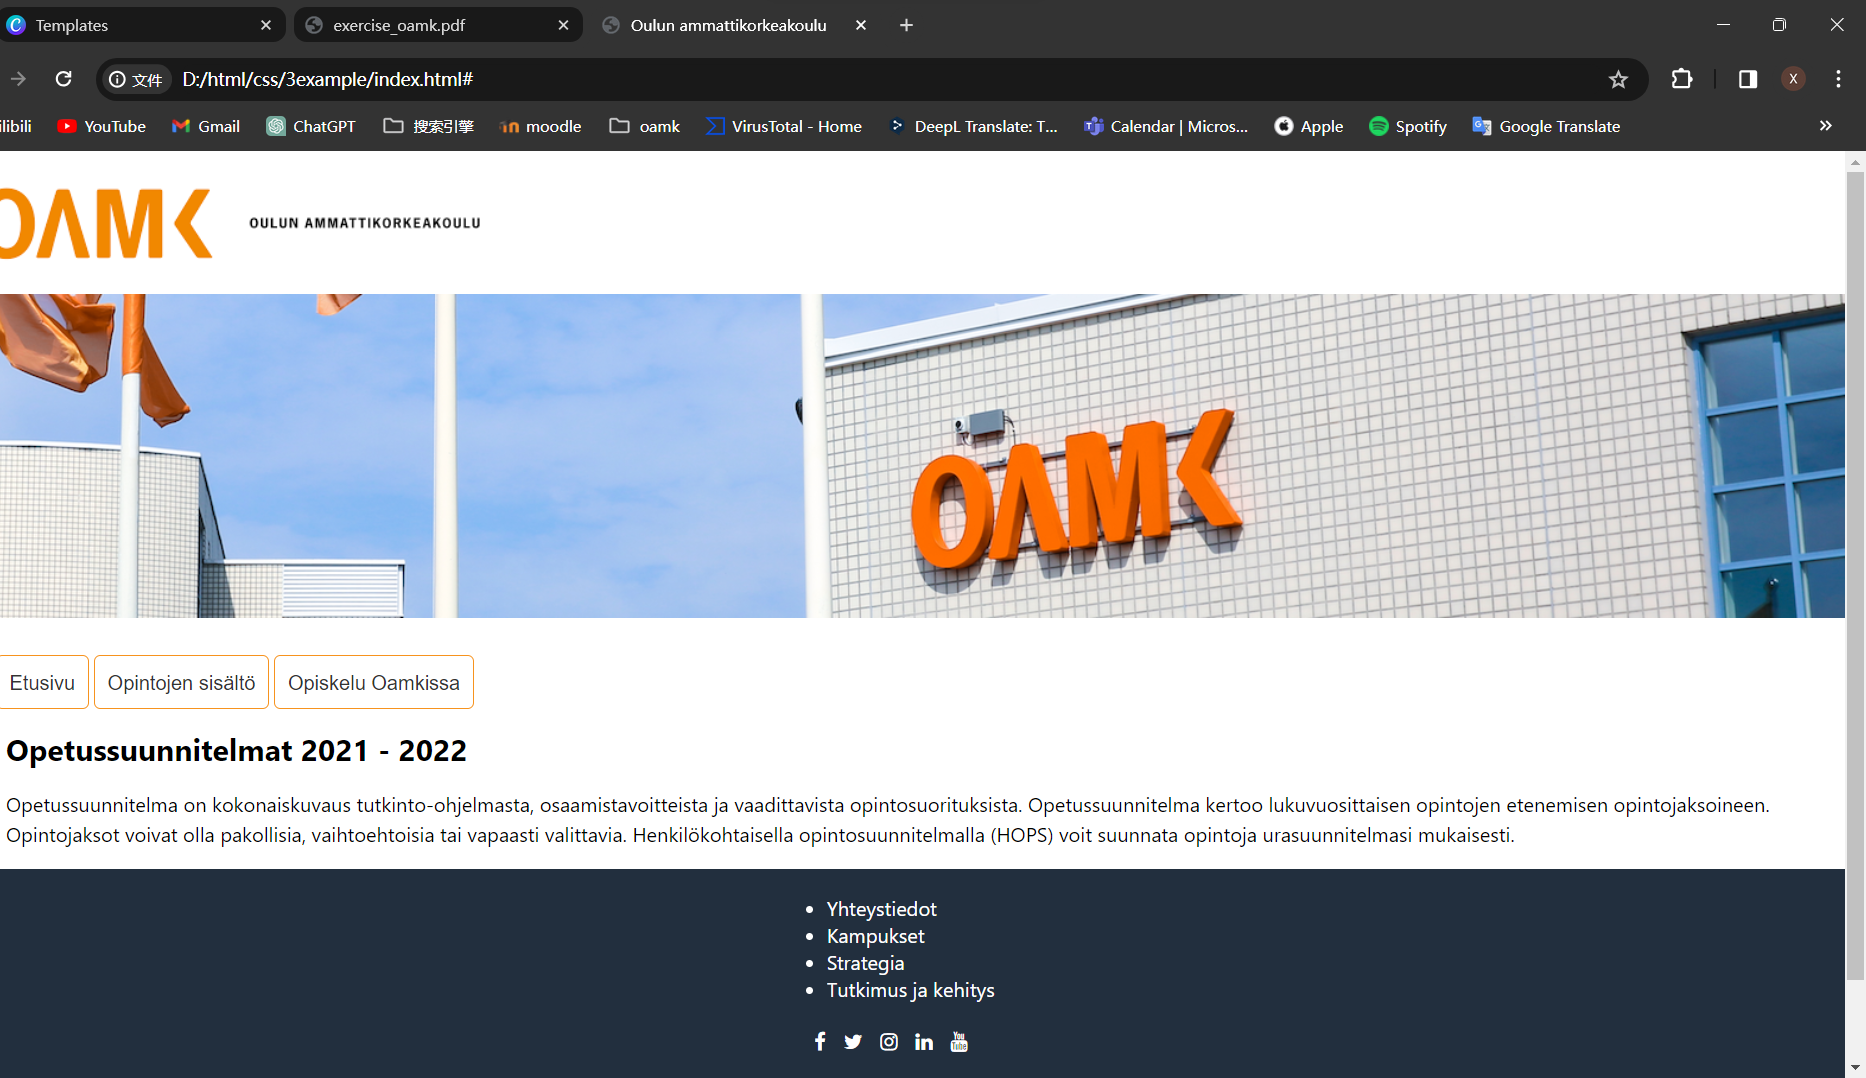 Templates
exercise_oamk.pdf
Oulun ammattikorkeakoulu
文件 D:/html/css/3example/index.html#
X
ilibili YouTube Gmail ChatGPT 搜索引擎 moodle oamk VirusTotal - Home DeepL Translate: T... Calendar | Micros... Apple Spotify Google Translate »
OAMK OULUN AMMATTIKORKEAKOULU
OAMK
Etusivu Opintojen sisältö Opiskelu Oamkissa
Opetussuunnitelmat 2021 - 2022
Opetussuunnitelma on kokonaiskuvaus tutkinto-ohjelmasta, osaamistavoitteista ja vaadittavista opintosuorituksista. Opetussuunnitelma kertoo lukuvuosittaisen opintojen etenemisen opintojaksoineen.
Opintojaksot voivat olla pakollisia, vaihtoehtoisia tai vapaasti valittavia. Henkilökohtaisella opintosuunnitelmalla (HOPS) voit suunnata opintoja urasuunnitelmasi mukaisesti.
• Yhteystiedot
• Kampukset
• Strategia
• Tutkimus ja kehitys
You Tube